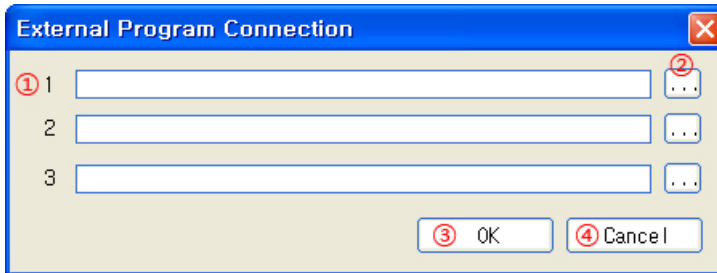 External Program Connection
② 
① 1 ...
2 ...
3 ...
③ OK ④ Cancel